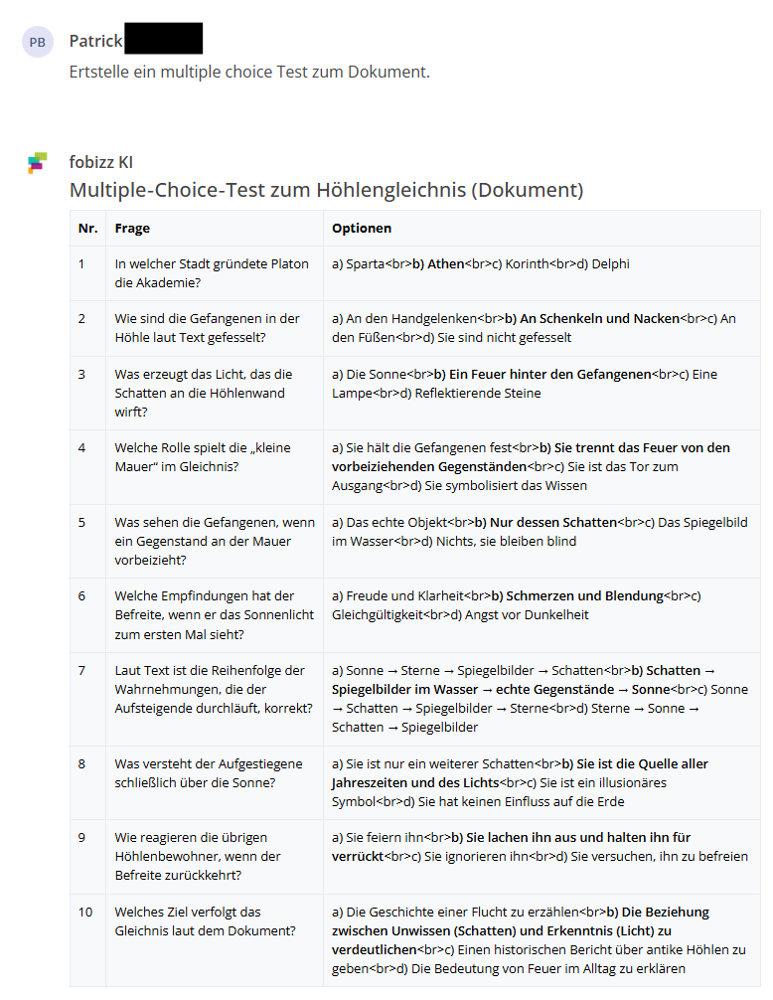 PB
Patrick
Ertstelle ein multiple choice Test zum Dokument.
fobizz KI
Multiple-Choice-Test zum Höhlengleichnis (Dokument)
Nr. Frage Optionen
1 In welcher Stadt gründete Platon die Akademie? a) Sparta<br>b) Athen<br>c) Korinth<br>d) Delphi
2 Wie sind die Gefangenen in der Höhle laut Text gefesselt? a) An den Handgelenken<br>b) An Schenkeln und Nacken<br>c) An den Füßen<br>d) Sie sind nicht gefesselt
3 Was erzeugt das Licht, das die Schatten an die Höhlenwand wirft? a) Die Sonne<br>b) Ein Feuer hinter den Gefangenen<br>c) Eine Lampe<br>d) Reflektierende Steine
4 Welche Rolle spielt die „kleine Mauer“ im Gleichnis? a) Sie hält die Gefangenen fest<br>b) Sie trennt das Feuer von den vorbeiziehenden Gegenständen<br>c) Sie ist das Tor zum Ausgang<br>d) Sie symbolisiert das Wissen
5 Was sehen die Gefangenen, wenn ein Gegenstand an der Mauer vorbeizieht? a) Das echte Objekt<br>b) Nur dessen Schatten<br>c) Das Spiegelbild im Wasser<br>d) Nichts, sie bleiben blind
6 Welche Empfindungen hat der Befreite, wenn er das Sonnenlicht zum ersten Mal sieht? a) Freude und Klarheit<br>b) Schmerzen und Blendung<br>c) Gleichgültigkeit<br>d) Angst vor Dunkelheit
7 Laut Text ist die Reihenfolge der Wahrnehmungen, die der Aufsteigende durchläuft, korrekt? a) Sonne → Sterne → Spiegelbilder → Schatten<br>b) Schatten → Spiegelbilder im Wasser → echte Gegenstände → Sonne<br>c) Sonne → Schatten → Spiegelbilder → Sterne<br>d) Sterne → Sonne → Schatten → Spiegelbilder
8 Was versteht der Aufgestiegene schließlich über die Sonne? a) Sie ist nur ein weiterer Schatten<br>b) Sie ist die Quelle aller Jahreszeiten und des Lichts<br>c) Sie ist ein illusionäres Symbol<br>d) Sie hat keinen Einfluss auf die Erde
9 Wie reagieren die übrigen Höhlenbewohner, wenn der Befreite zurückkehrt? a) Sie feiern ihn<br>b) Sie lachen ihn aus und halten ihn für verrückt<br>c) Sie ignorieren ihn<br>d) Sie versuchen, ihn zu befreien
10 Welches Ziel verfolgt das Gleichnis laut dem Dokument? a) Die Geschichte einer Flucht zu erzählen<br>b) Die Beziehung zwischen Unwissen (Schatten) und Erkenntnis (Licht) zu verdeutlichen<br>c) Einen historischen Bericht über antike Höhlen zu geben<br>d) Die Bedeutung von Feuer im Alltag zu erklären